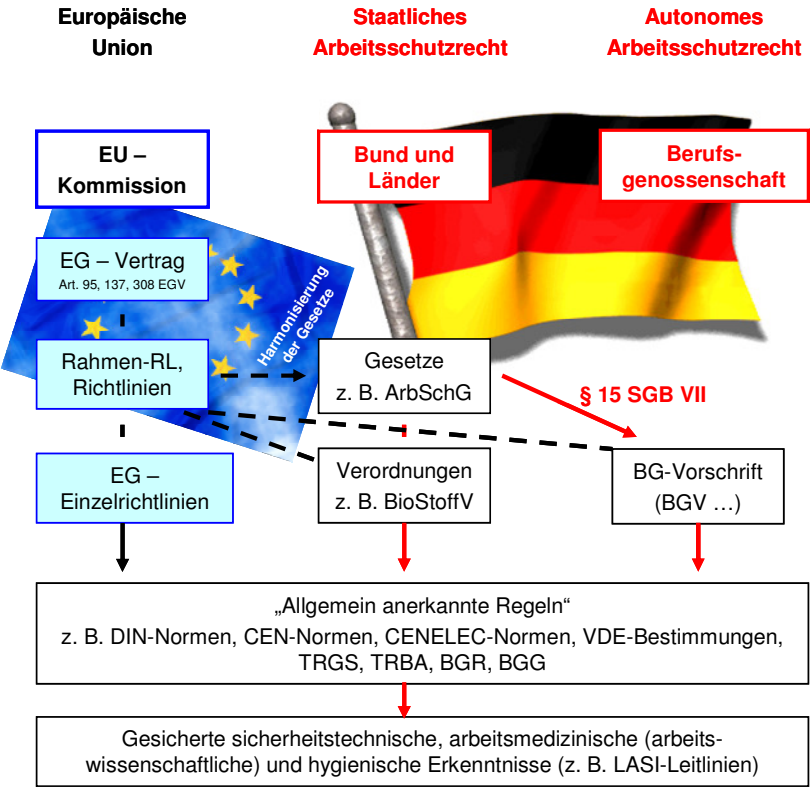 Europäische
Union
Staatliches
Arbeitsschutzrecht
Autonomes
Arbeitsschutzrecht
EU –
Kommission
Bund und
Länder
Berufs-
genossenschaft
EG – Vertrag
Art. 95, 137, 308 EGV
Harmonisierung
der Gesetze
Rahmen-RL,
Richtlinien
Gesetze
z. B. ArbSchG
§ 15 SGB VII
EG –
Einzelrichtlinien
Verordnungen
z. B. BioStoffV
BG-Vorschrift
(BGV …)
„Allgemein anerkannte Regeln“
z. B. DIN-Normen, CEN-Normen, CENELEC-Normen, VDE-Bestimmungen,
TRGS, TRBA, BGR, BGG
Gesicherte sicherheitstechnische, arbeitsmedizinische (arbeits-
wissenschaftliche) und hygienische Erkenntnisse (z. B. LASI-Leitlinien)